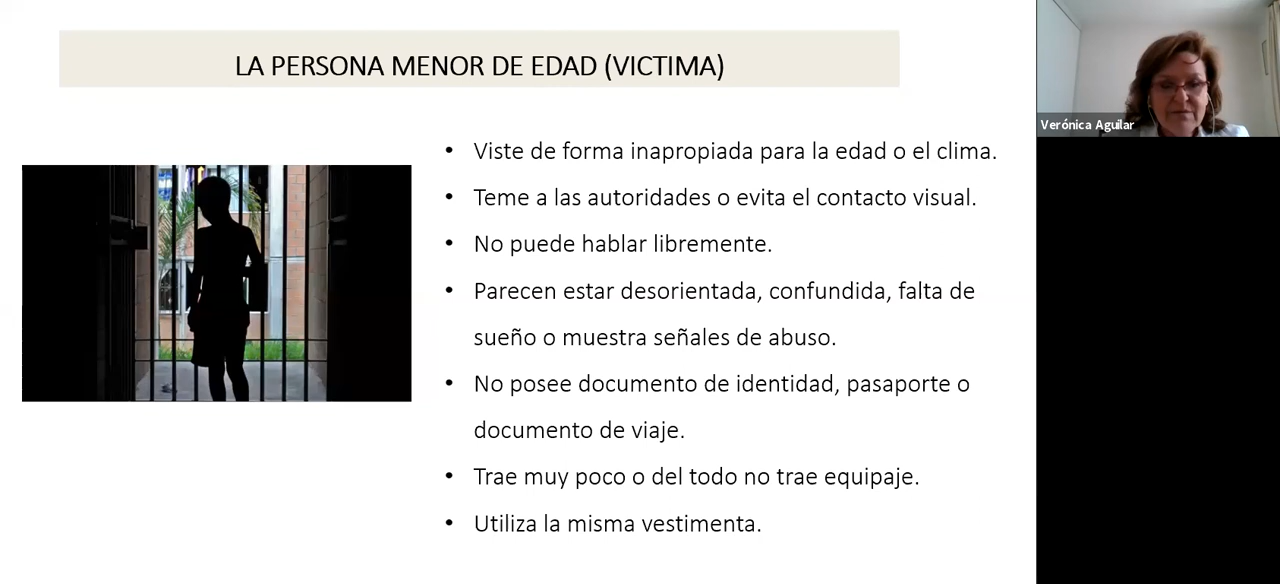 LA PERSONA MENOR DE EDAD (VICTIMA)
Verónica Aguilar
• Viste de forma inapropiada para la edad o el clima.
• Teme a las autoridades o evita el contacto visual.
• No puede hablar libremente.
• Parecen estar desorientada, confundida, falta de
sueño o muestra señales de abuso.
• No posee documento de identidad, pasaporte o
documento de viaje.
• Trae muy poco o del todo no trae equipaje.
• Utiliza la misma vestimenta.